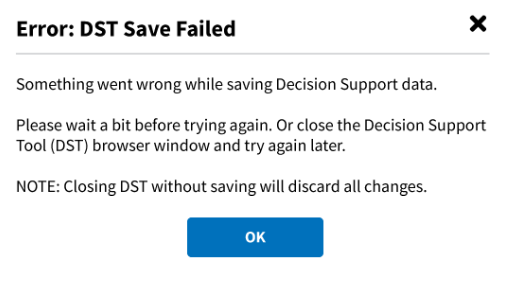 Error: DST Save Failed
Something went wrong while saving Decision Support data.
Please wait a bit before trying again. Or close the Decision Support
Tool (DST) browser window and try again later.
NOTE: Closing DST without saving will discard all changes.
OK